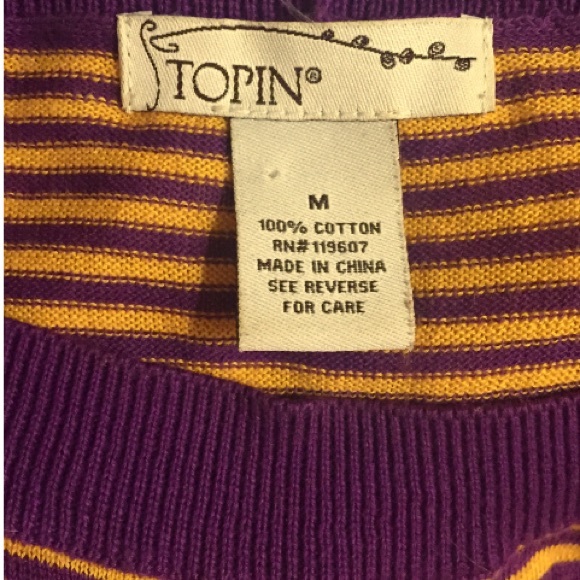 TOPIN®
M
100% COTTON
RN# 119607
MADE IN CHINA
SEE REVERSE
FOR CARE